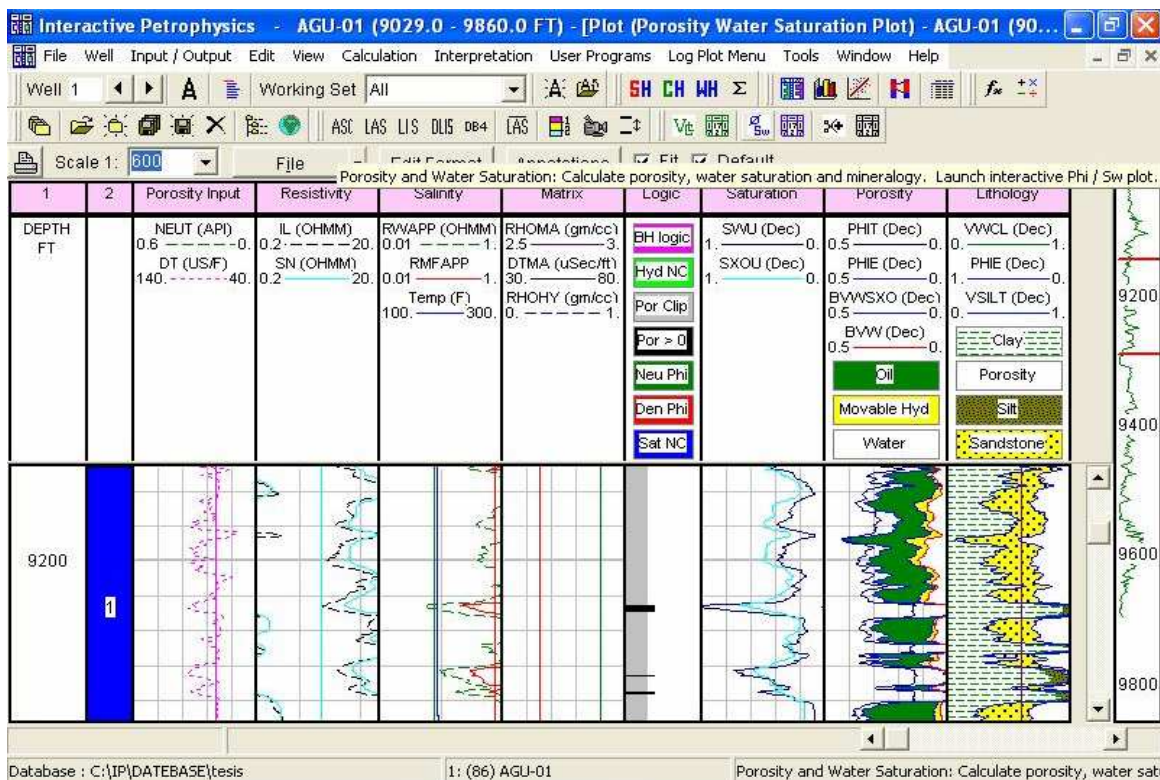 Interactive Petrophysics - AGU-01 (9029.0 - 9860.0 FT) - [Plot (Porosity Water Saturation Plot) - AGU-01 (90...
File Well Input / Output Edit View Calculation Interpretation User Programs Log Plot Menu Tools Window Help
Well 1 Working Set All SH CH WH Σ
ASC LAS LIS DLIS DB4 LAS
Scale 1: 600 File Edit Format Annotations Fit Default
Porosity and Water Saturation: Calculate porosity, water saturation and mineralogy. Launch interactive Phi / Sw plot.
1 2 Porosity Input Resistivity Salinity Matrix Logic Saturation Porosity Lithology
DEPTH FT
NEUT (API)
0.6 0.
DT (US/F)
140. 40.
IL (OHMM)
0.2 20.
SN (OHMM)
0.2 20.
RWAPP (OHMM)
0.01 1.
RMFAPP
0.01 1.
Temp (F)
100. 300.
RHOMA (gm/cc)
2.5 3.
DTMA (uSec/ft)
30. 80.
RHOHY (gm/cc)
0. 1.
BH logic
Hyd NC
Por Clip
Por > 0
Neu Phi
Den Phi
Sat NC
SWU (Dec)
1. 0.
SXOU (Dec)
1. 0.
PHIT (Dec)
0.5 0.
PHIE (Dec)
0.5 0.
BVWSXO (Dec)
0.5 0.
BVW (Dec)
0.5 0.
Oil
Movable Hyd
Water
VWCL (Dec)
0. 1.
PHIE (Dec)
1. 0.
VSILT (Dec)
0. 1.
Clay
Porosity
Silt
Sandstone
9200
1
9200
9400
9600
9800
Database : C:\IP\DATEBASE\tesis 1: (86) AGU-01 Porosity and Water Saturation: Calculate porosity, water sat